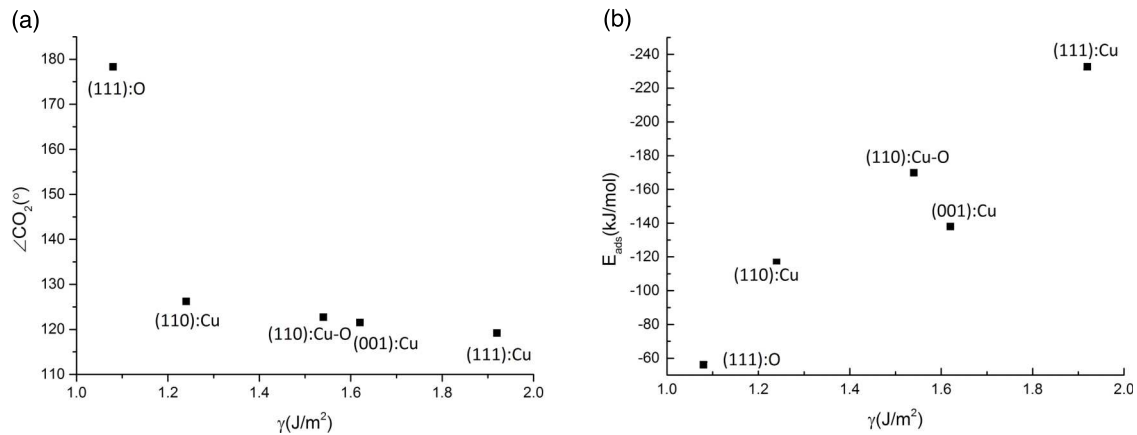 (a)
180
170
160
150
140
130
120
110
1.0
1.2
1.4
1.6
1.8
2.0
∠CO₂(°)
γ(J/m²)
(111):O
(110):Cu
(110):Cu-O
(001):Cu
(111):Cu
(b)
-240
-220
-200
-180
-160
-140
-120
-100
-80
-60
1.0
1.2
1.4
1.6
1.8
2.0
E_ads(kJ/mol)
γ(J/m²)
(111):Cu
(110):Cu-O
(001):Cu
(110):Cu
(111):O